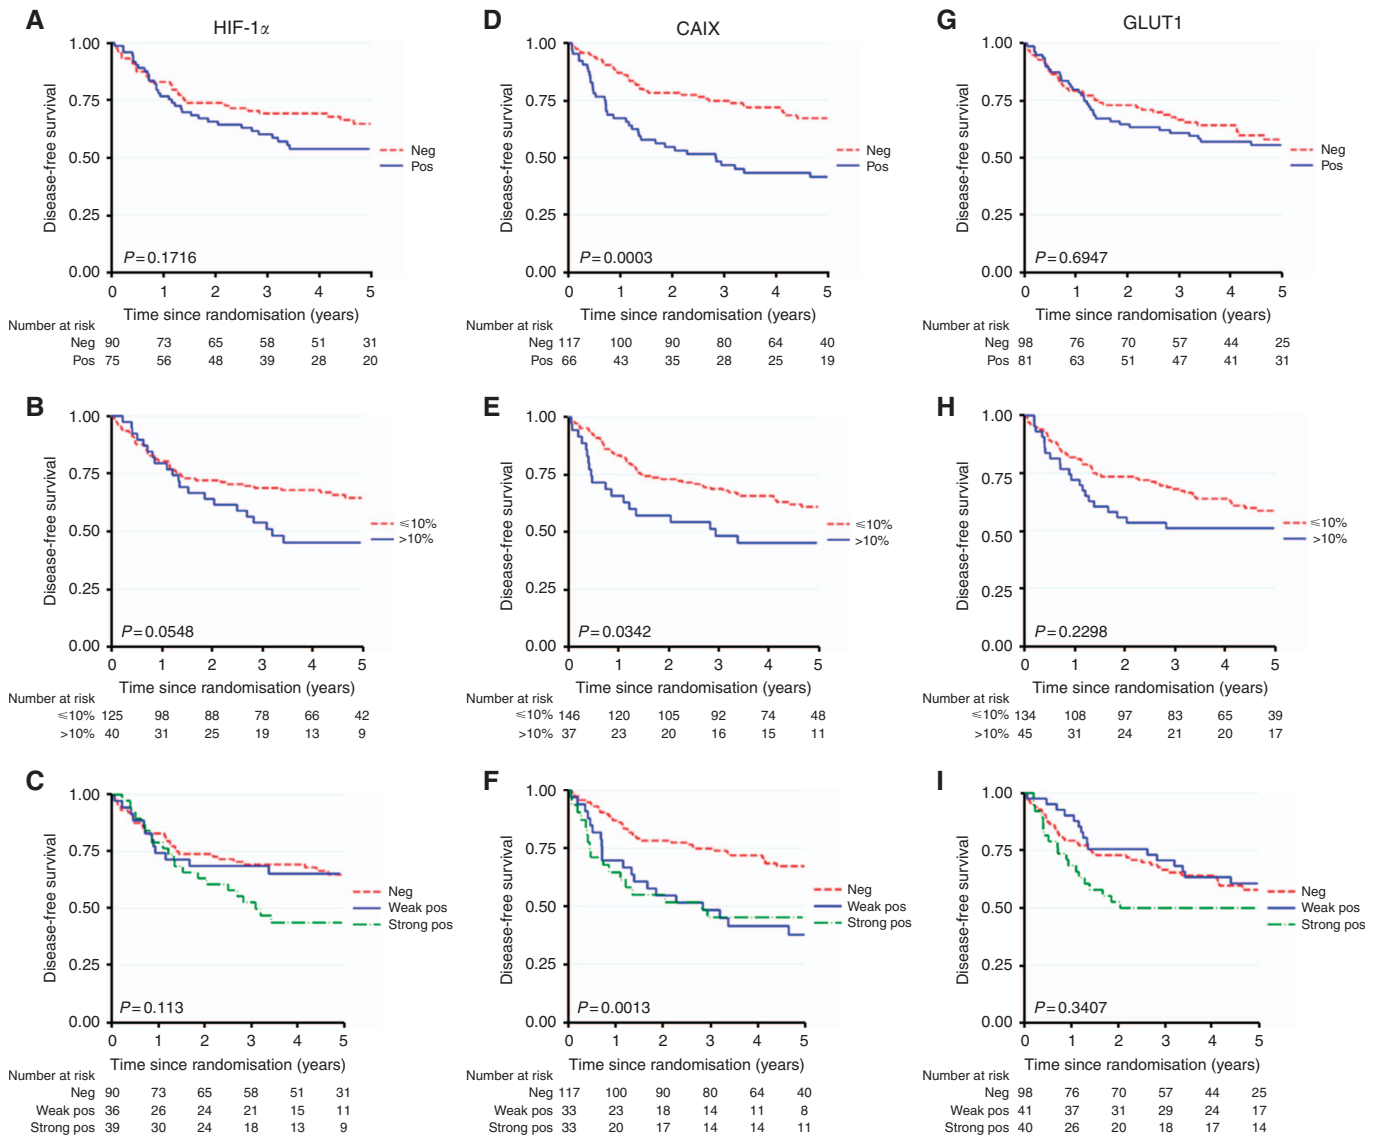 A
HIF-1α
Disease-free survival
1.00
0.75
0.50
0.25
0.00
P=0.1716
Neg
Pos
0 1 2 3 4 5
Time since randomisation (years)
Number at risk
Neg 90 73 65 58 51 31
Pos 75 56 48 39 28 20
D
CAIX
Disease-free survival
1.00
0.75
0.50
0.25
0.00
P=0.0003
Neg
Pos
0 1 2 3 4 5
Time since randomisation (years)
Number at risk
Neg 117 100 90 80 64 40
Pos 66 43 35 28 25 19
G
GLUT1
Disease-free survival
1.00
0.75
0.50
0.25
0.00
P=0.6947
Neg
Pos
0 1 2 3 4 5
Time since randomisation (years)
Number at risk
Neg 98 76 70 57 44 25
Pos 81 63 51 47 41 31
B
Disease-free survival
1.00
0.75
0.50
0.25
0.00
P=0.0548
⩽10%
>10%
0 1 2 3 4 5
Time since randomisation (years)
Number at risk
⩽10% 125 98 88 78 66 42
>10% 40 31 25 19 13 9
E
Disease-free survival
1.00
0.75
0.50
0.25
0.00
P=0.0342
⩽10%
>10%
0 1 2 3 4 5
Time since randomisation (years)
Number at risk
⩽10% 146 120 105 92 74 48
>10% 37 23 20 16 15 11
H
Disease-free survival
1.00
0.75
0.50
0.25
0.00
P=0.2298
⩽10%
>10%
0 1 2 3 4 5
Time since randomisation (years)
Number at risk
⩽10% 134 108 97 83 65 39
>10% 45 31 24 21 20 17
C
Disease-free survival
1.00
0.75
0.50
0.25
0.00
P=0.113
Neg
Weak pos
Strong pos
0 1 2 3 4 5
Time since randomisation (years)
Number at risk
Neg 90 73 65 58 51 31
Weak pos 36 26 24 21 15 11
Strong pos 39 30 24 18 13 9
F
Disease-free survival
1.00
0.75
0.50
0.25
0.00
P=0.0013
Neg
Weak pos
Strong pos
0 1 2 3 4 5
Time since randomisation (years)
Number at risk
Neg 117 100 90 80 64 40
Weak pos 33 23 18 14 11 8
Strong pos 33 20 17 14 14 11
I
Disease-free survival
1.00
0.75
0.50
0.25
0.00
P=0.3407
Neg
Weak pos
Strong pos
0 1 2 3 4 5
Time since randomisation (years)
Number at risk
Neg 98 76 70 57 44 25
Weak pos 41 37 31 29 24 17
Strong pos 40 26 20 18 17 14